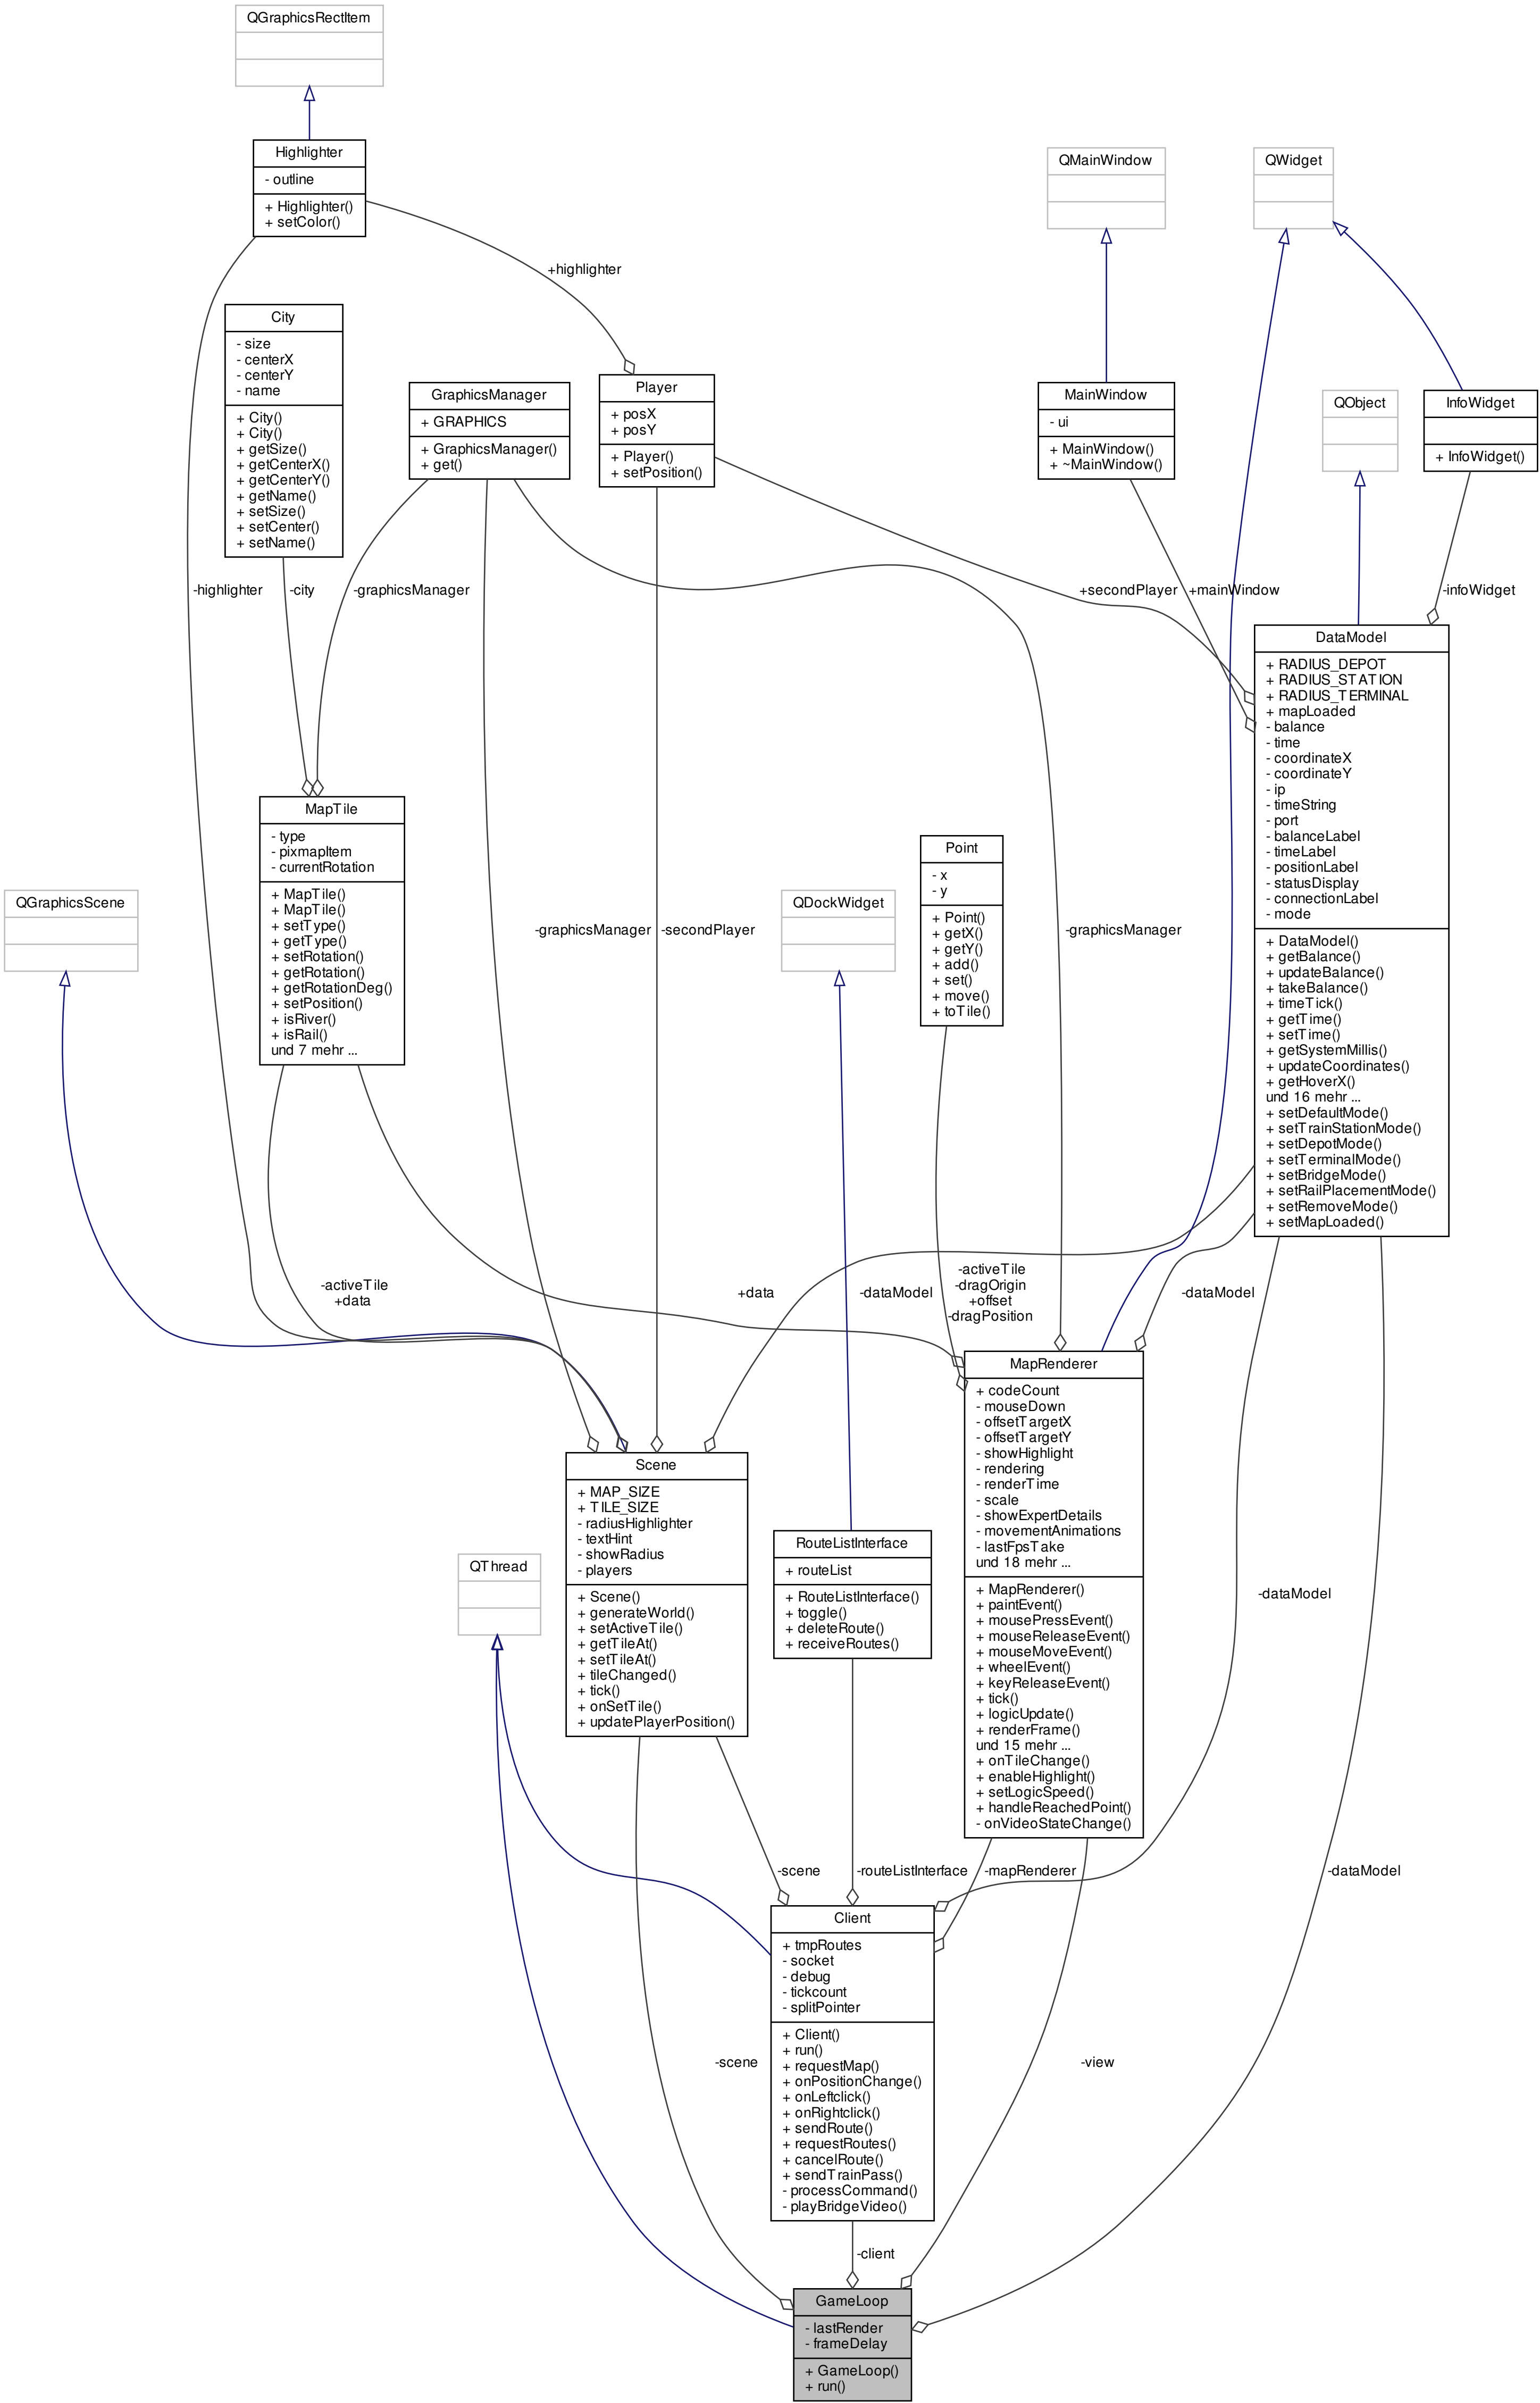 QGraphicsRectItem
Highlighter
- outline
+ Highlighter()
+ setColor()
QMainWindow
QWidget
+highlighter
City
- size
- centerX
- centerY
- name
+ City()
+ City()
+ getSize()
+ getCenterX()
+ getCenterY()
+ getName()
+ setSize()
+ setCenter()
+ setName()
GraphicsManager
+ GRAPHICS
+ GraphicsManager()
+ get()
Player
+ posX
+ posY
+ Player()
+ setPosition()
MainWindow
- ui
+ MainWindow()
+ ~MainWindow()
QObject
InfoWidget
+ InfoWidget()
-highlighter
-city
-graphicsManager
+secondPlayer
+mainWindow
-infoWidget
DataModel
+ RADIUS_DEPOT
+ RADIUS_STATION
+ RADIUS_TERMINAL
+ mapLoaded
- balance
- time
- coordinateX
- coordinateY
- ip
- timeString
- port
- balanceLabel
- timeLabel
- positionLabel
- statusDisplay
- connectionLabel
- mode
+ DataModel()
+ getBalance()
+ updateBalance()
+ takeBalance()
+ timeTick()
+ getTime()
+ setTime()
+ getSystemMillis()
+ updateCoordinates()
+ getHoverX()
und 16 mehr ...
+ setDefaultMode()
+ setTrainStationMode()
+ setDepotMode()
+ setTerminalMode()
+ setBridgeMode()
+ setRailPlacementMode()
+ setRemoveMode()
+ setMapLoaded()
MapTile
- type
- pixmapItem
- currentRotation
+ MapTile()
+ MapTile()
+ setType()
+ getType()
+ setRotation()
+ getRotation()
+ getRotationDeg()
+ setPosition()
+ isRiver()
+ isRail()
und 7 mehr ...
Point
- x
- y
+ Point()
+ getX()
+ getY()
+ add()
+ set()
+ move()
+ toTile()
QGraphicsScene
QDockWidget
-graphicsManager
-secondPlayer
-graphicsManager
-activeTile
+data
+data
-dataModel
-activeTile
-dragOrigin
+offset
-dragPosition
-dataModel
MapRenderer
+ codeCount
- mouseDown
- offsetTargetX
- offsetTargetY
- showHighlight
- rendering
- renderTime
- scale
- showExpertDetails
- movementAnimations
- lastFpsTake
und 18 mehr ...
+ MapRenderer()
+ paintEvent()
+ mousePressEvent()
+ mouseReleaseEvent()
+ mouseMoveEvent()
+ wheelEvent()
+ keyReleaseEvent()
+ tick()
+ logicUpdate()
+ renderFrame()
und 15 mehr ...
+ onTileChange()
+ enableHighlight()
+ setLogicSpeed()
+ handleReachedPoint()
- onVideoStateChange()
Scene
+ MAP_SIZE
+ TILE_SIZE
- radiusHighlighter
- textHint
- showRadius
- players
+ Scene()
+ generateWorld()
+ setActiveTile()
+ getTileAt()
+ setTileAt()
+ tileChanged()
+ tick()
+ onSetTile()
+ updatePlayerPosition()
RouteListInterface
+ routeList
+ RouteListInterface()
+ toggle()
+ deleteRoute()
+ receiveRoutes()
QThread
-dataModel
-scene
-routeListInterface
-mapRenderer
-dataModel
Client
+ tmpRoutes
- socket
- debug
- tickcount
- splitPointer
+ Client()
+ run()
+ requestMap()
+ onPositionChange()
+ onLeftclick()
+ onRightclick()
+ sendRoute()
+ requestRoutes()
+ cancelRoute()
+ sendTrainPass()
- processCommand()
- playBridgeVideo()
-scene
-view
-client
GameLoop
- lastRender
- frameDelay
+ GameLoop()
+ run()